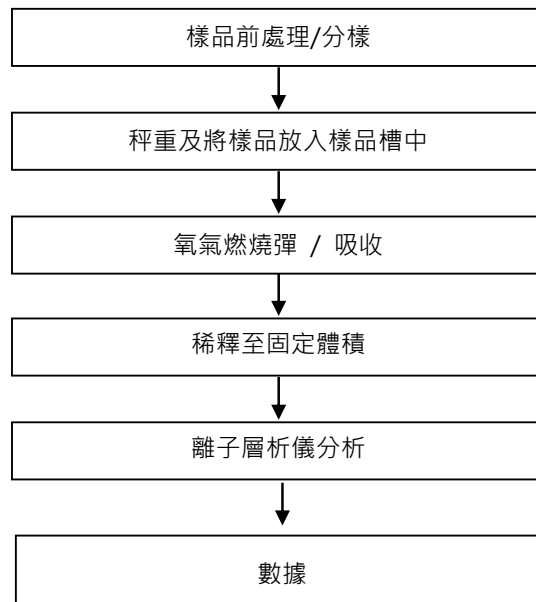 樣品前處理/分樣
秤重及將樣品放入樣品槽中
氧氣燃燒彈 / 吸收
稀釋至固定體積
離子層析儀分析
數據